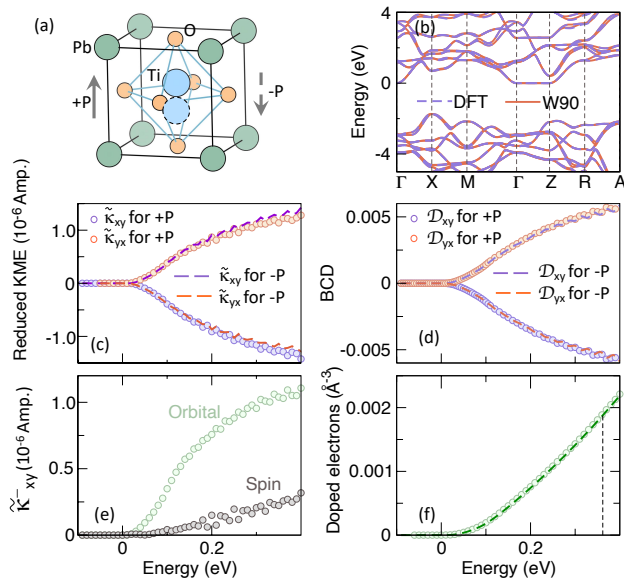 (a)
O
Pb
Ti
+P
-P
(b)
Energy (eV)
4
0
-4
DFT
W90
Γ X M Γ Z R A
Reduced KME (10⁻⁶ Amp.)
1.0
0.0
-1.0
κ̃xy for +P
κ̃yx for +P
κ̃xy for -P
κ̃yx for -P
(c)
BCD
0.005
0
-0.005
𝒟xy for +P
𝒟yx for +P
𝒟xy for -P
𝒟yx for -P
(d)
κ̃⁻xy (10⁻⁶ Amp.)
1.0
0.5
0
Orbital
Spin
(e)
0 0.2
Energy (eV)
Doped electrons (Å⁻³)
0.002
0.001
0
(f)
0 0.2
Energy (eV)